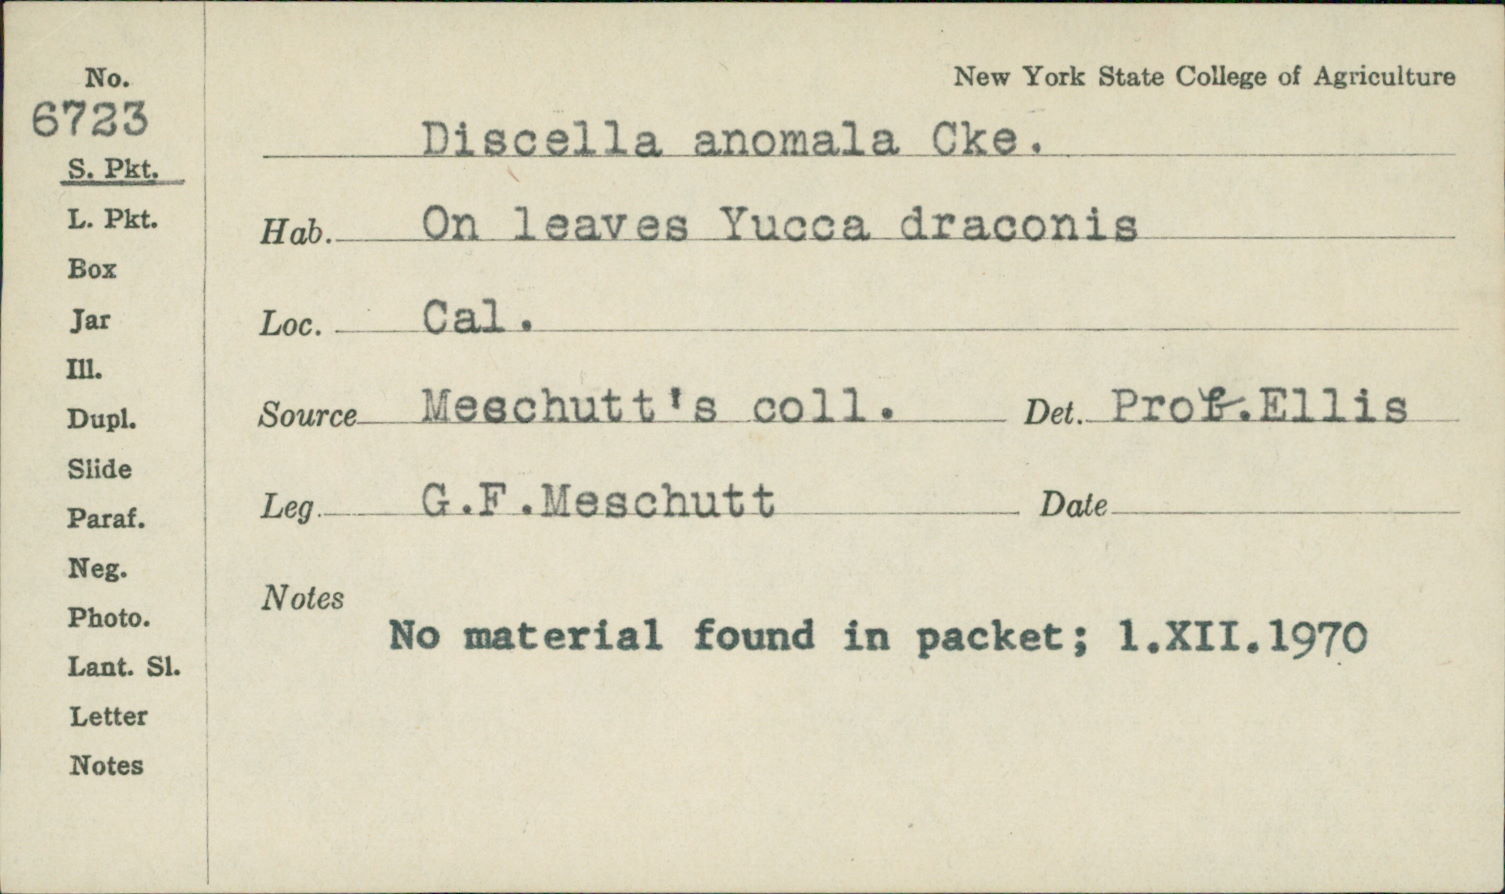 New York State College of Agriculture
No.
6723
S. Pkt.
L. Pkt.
Box
Jar
Ill.
Dupl.
Slide
Paraf.
Neg.
Photo.
Lant. Sl.
Letter
Notes
Discella anomala Cke.
Hab. On leaves Yucca draconis
Loc. Cal.
Source Meschutt's coll. Det. Prof.Ellis
Leg. G.F.Meschutt Date
Notes
No material found in packet; 1.XII.1970